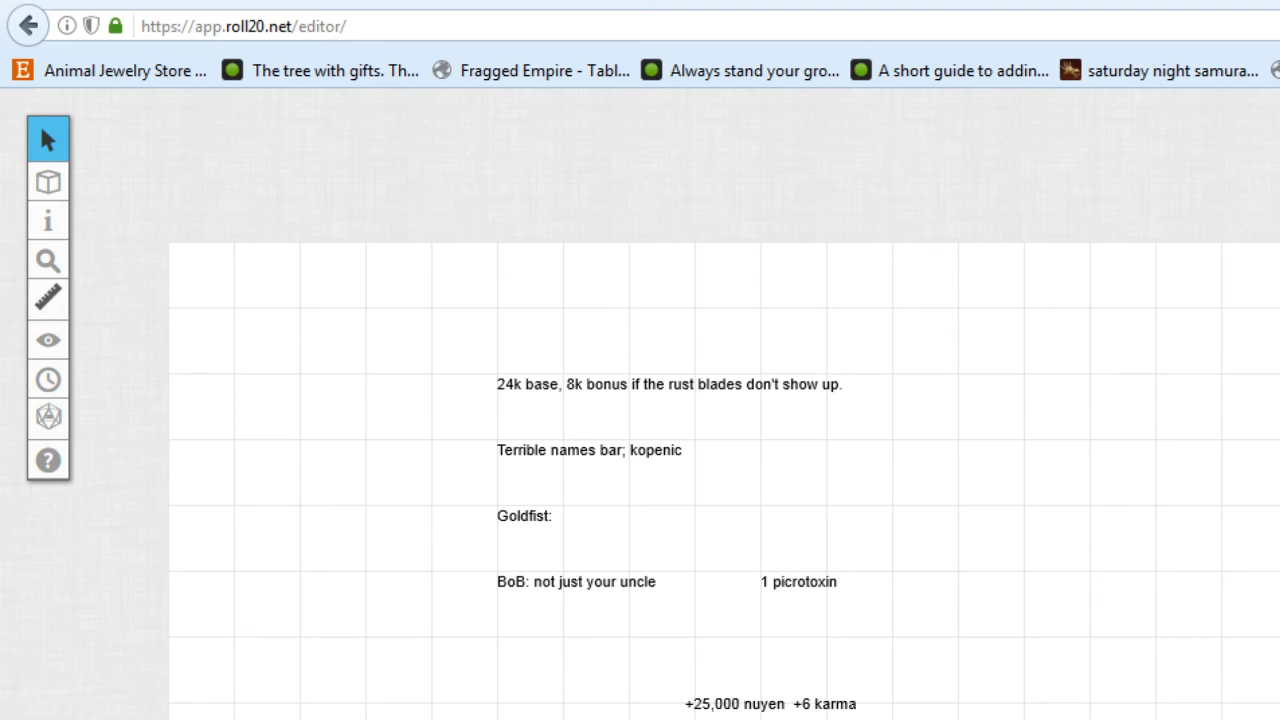 https://app.roll20.net/editor/
E Animal Jewelry Store ... The tree with gifts. Th... Fragged Empire - Tabl... Always stand your gro... A short guide to addin... saturday night samura...
24k base, 8k bonus if the rust blades don't show up.
Terrible names bar; kopenic
Goldfist:
BoB: not just your uncle 1 picrotoxin
+25,000 nuyen +6 karma